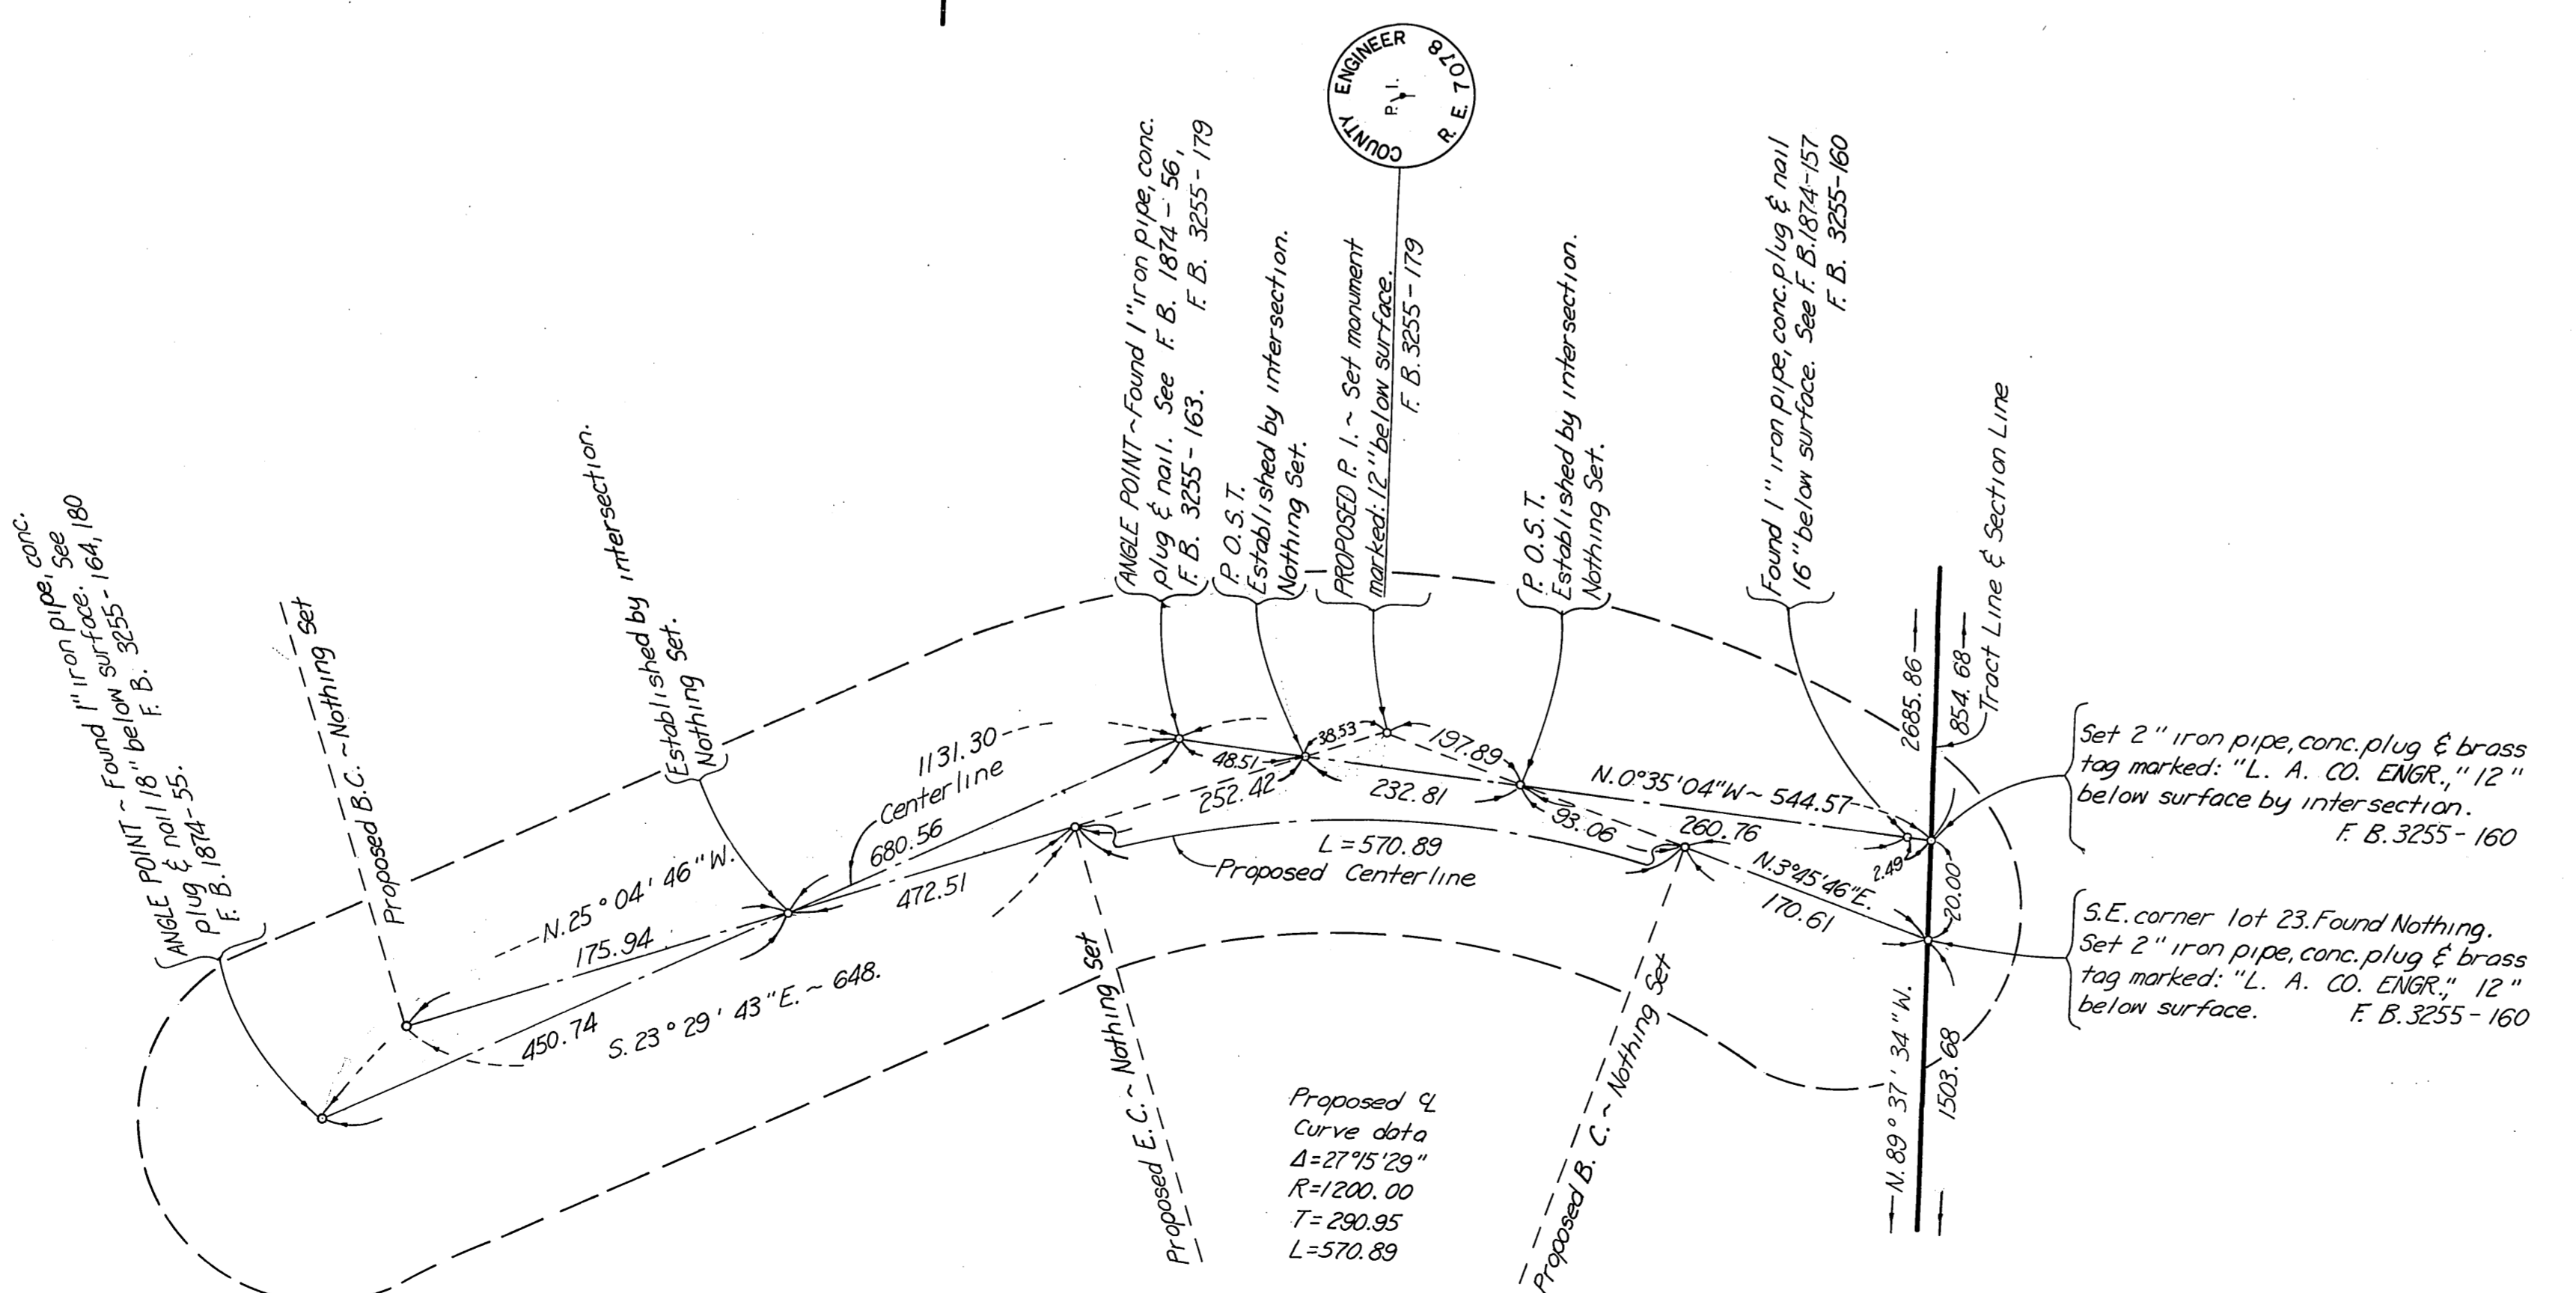 COUNTY ENGINEER
P. I.
R. E. 7078
ANGLE POINT ~ Found 1" iron pipe, conc.
plug & nail 18" below surface. See
F. B. 1874-55. F. B. 3255-164, 180
Proposed B.C. ~ Nothing Set
Established by intersection.
Nothing Set.
ANGLE POINT ~ Found 1" iron pipe, conc.
plug & nail. See F. B. 1874-56,
F. B. 3255-163. F. B. 3255-179
P. O. S. T.
Established by intersection.
Nothing Set.
PROPOSED P. I. ~ Set monument
marked: 12" below surface.
F. B. 3255-179
P. O. S. T.
Established by intersection.
Nothing Set.
Found 1" iron pipe, conc. plug & nail
16" below surface. See F. B. 1874-157
F. B. 3255-160
2685.86
854.68
Tract Line & Section Line
Set 2" iron pipe, conc. plug & brass
tag marked: "L. A. CO. ENGR.," 12"
below surface by intersection.
F. B. 3255-160
S.E. corner lot 23. Found Nothing.
Set 2" iron pipe, conc. plug & brass
tag marked: "L. A. CO. ENGR.," 12"
below surface. F. B. 3255-160
1131.30
Centerline
680.56
472.51
N. 25° 04' 46" W.
175.94
450.74
S. 23° 29' 43" E. ~ 648.
48.51
38.53
252.42
197.89
232.81
N. 0° 35' 04" W ~ 544.57
93.06
260.76
L = 570.89
Proposed Centerline
N. 3° 45' 46" E.
170.61
2.49
20.00
N. 89° 37' 34" W.
1503.68
Proposed E. C. ~ Nothing Set
Proposed B. C. ~ Nothing Set
Proposed ℄
Curve data
Δ=27°15'29"
R=1200.00
T=290.95
L=570.89